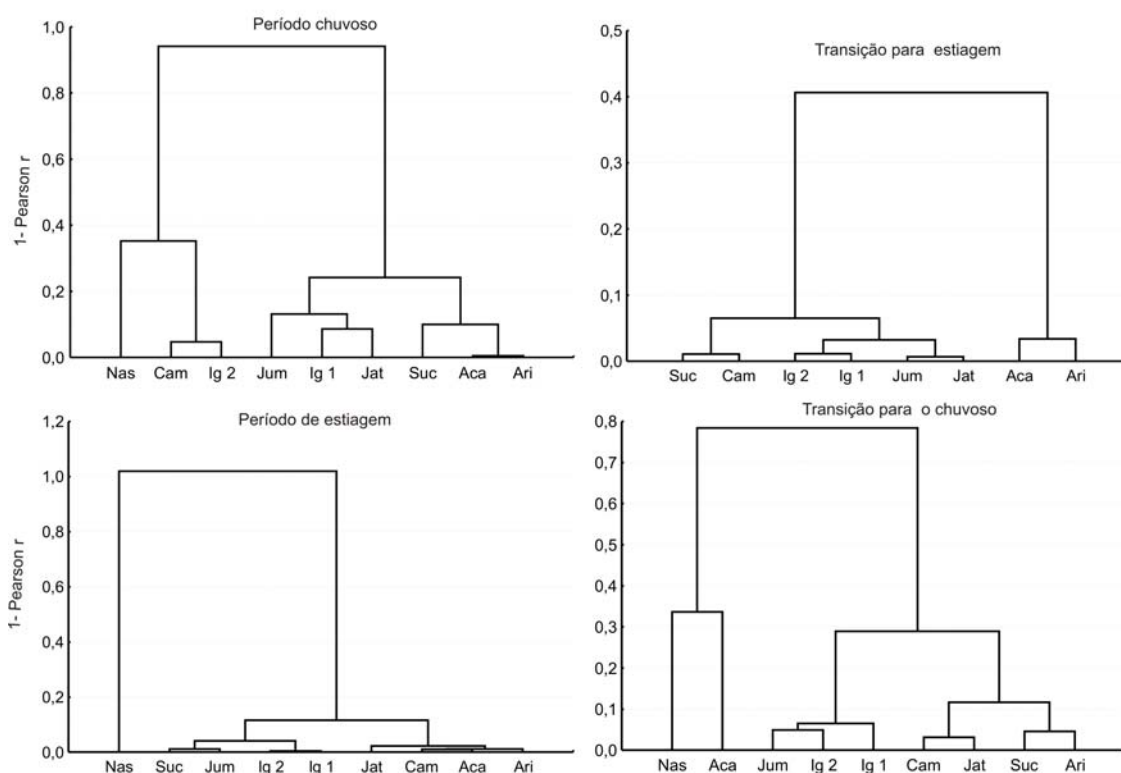 Período chuvoso
1,0
0,8
0,6
0,4
0,2
0,0
1- Pearson r
Nas Cam Ig 2 Jum Ig 1 Jat Suc Aca Ari
Transição para estiagem
0,5
0,4
0,3
0,2
0,1
0,0
Suc Cam Ig 2 Ig 1 Jum Jat Aca Ari
Período de estiagem
1,2
1,0
0,8
0,6
0,4
0,2
0,0
1- Pearson r
Nas Suc Jum Ig 2 Ig 1 Jat Cam Aca Ari
Transição para o chuvoso
0,8
0,7
0,6
0,5
0,4
0,3
0,2
0,1
0,0
Nas Aca Jum Ig 2 Ig 1 Cam Jat Suc Ari